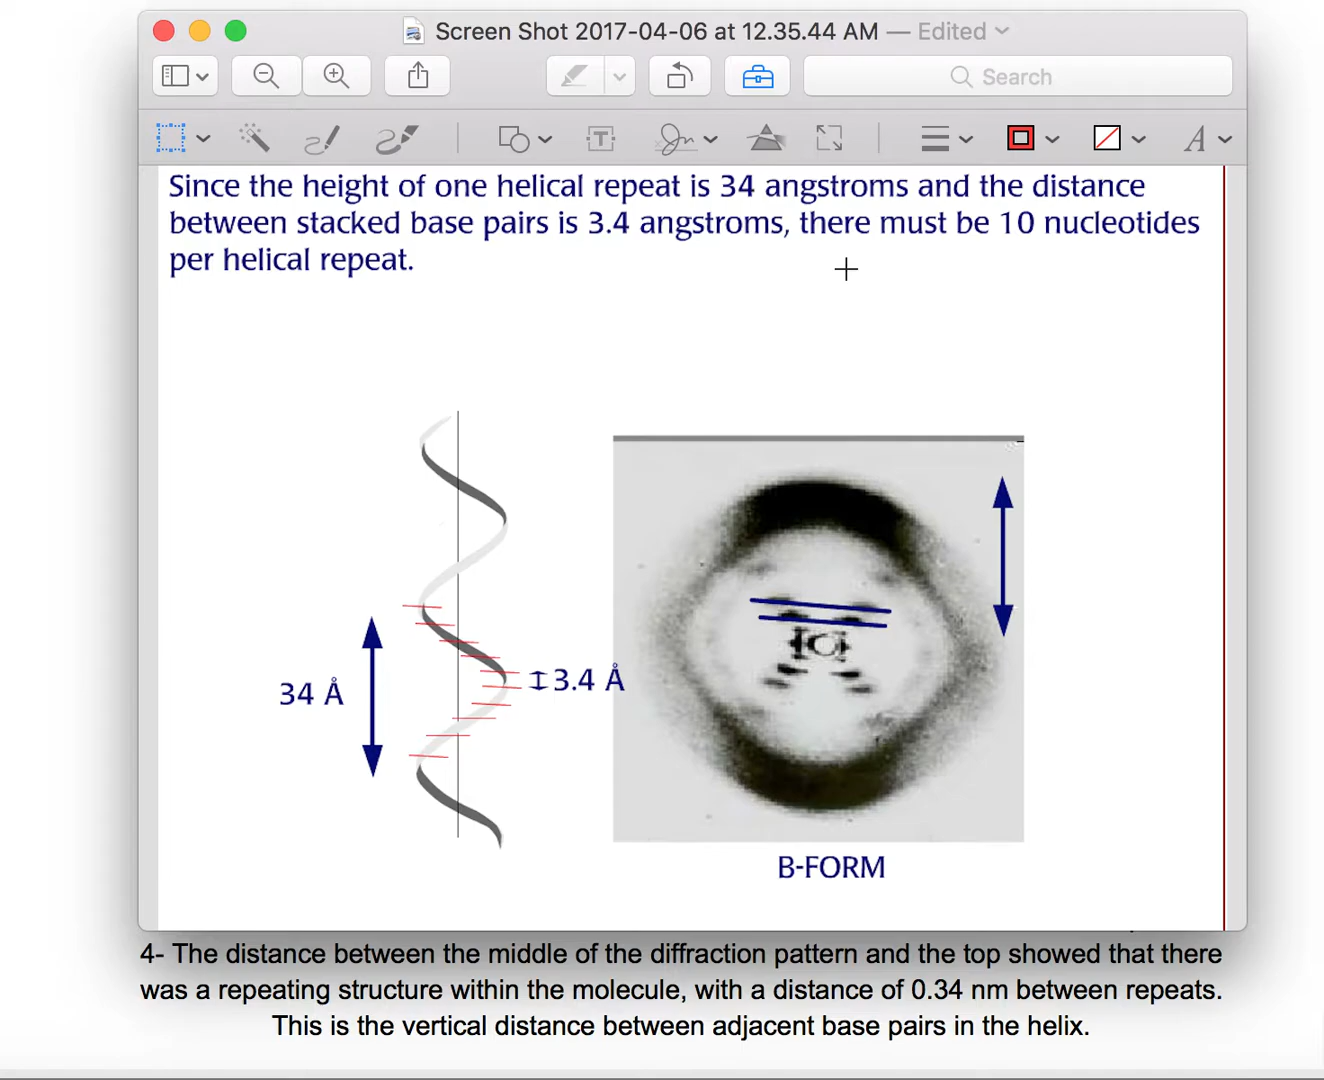 Screen Shot 2017-04-06 at 12.35.44 AM — Edited
Search
Since the height of one helical repeat is 34 angstroms and the distance
between stacked base pairs is 3.4 angstroms, there must be 10 nucleotides
per helical repeat.
34 Å
3.4 Å
B-FORM
4- The distance between the middle of the diffraction pattern and the top showed that there
was a repeating structure within the molecule, with a distance of 0.34 nm between repeats.
This is the vertical distance between adjacent base pairs in the helix.